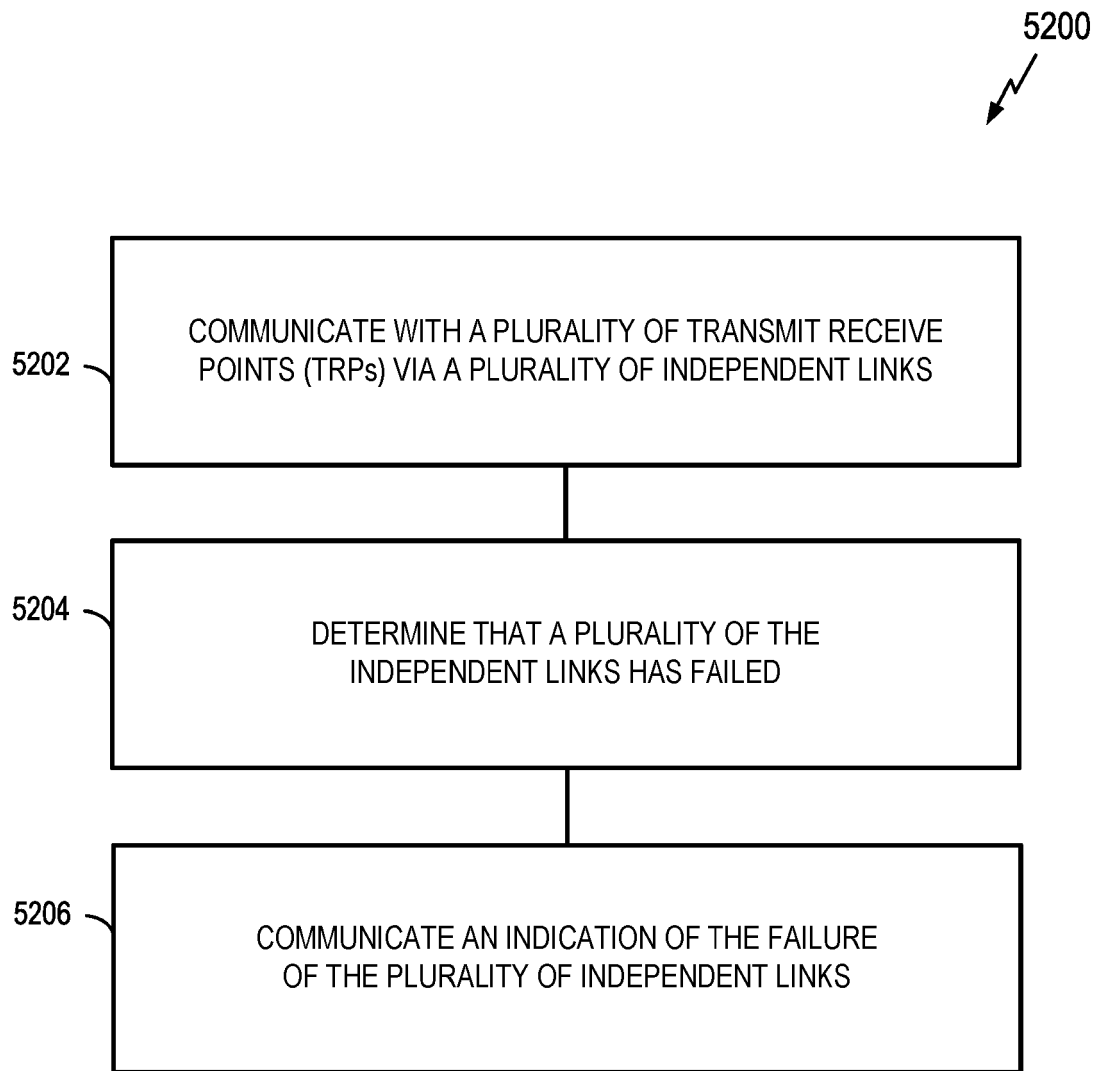 5200
5202
COMMUNICATE WITH A PLURALITY OF TRANSMIT RECEIVE
POINTS (TRPs) VIA A PLURALITY OF INDEPENDENT LINKS
5204
DETERMINE THAT A PLURALITY OF THE
INDEPENDENT LINKS HAS FAILED
5206
COMMUNICATE AN INDICATION OF THE FAILURE
OF THE PLURALITY OF INDEPENDENT LINKS